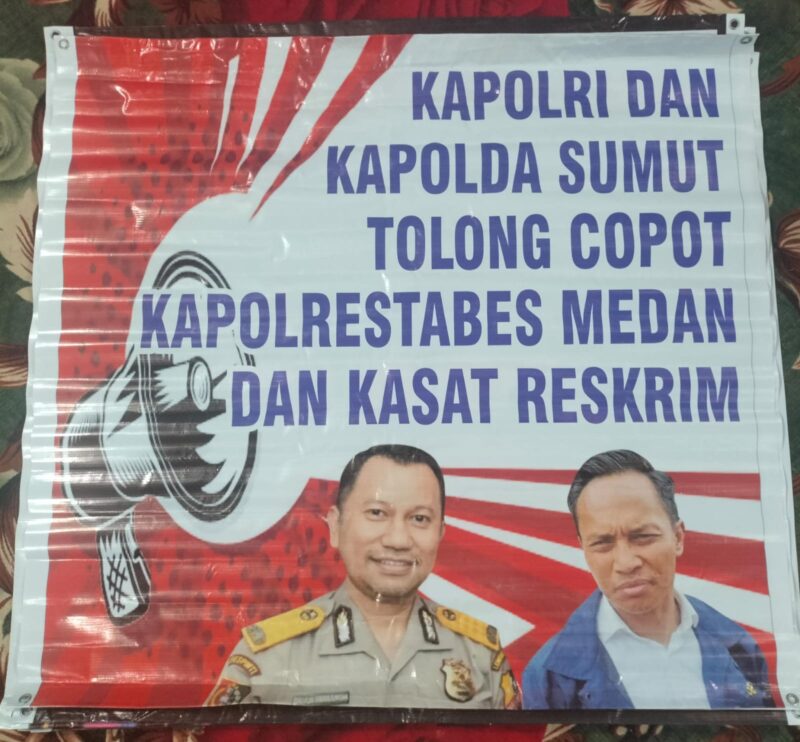 KAPOLRI DAN
KAPOLDA SUMUT
TOLONG COPOT
KAPOLRESTABES MEDAN
DAN KASAT RESKRIM